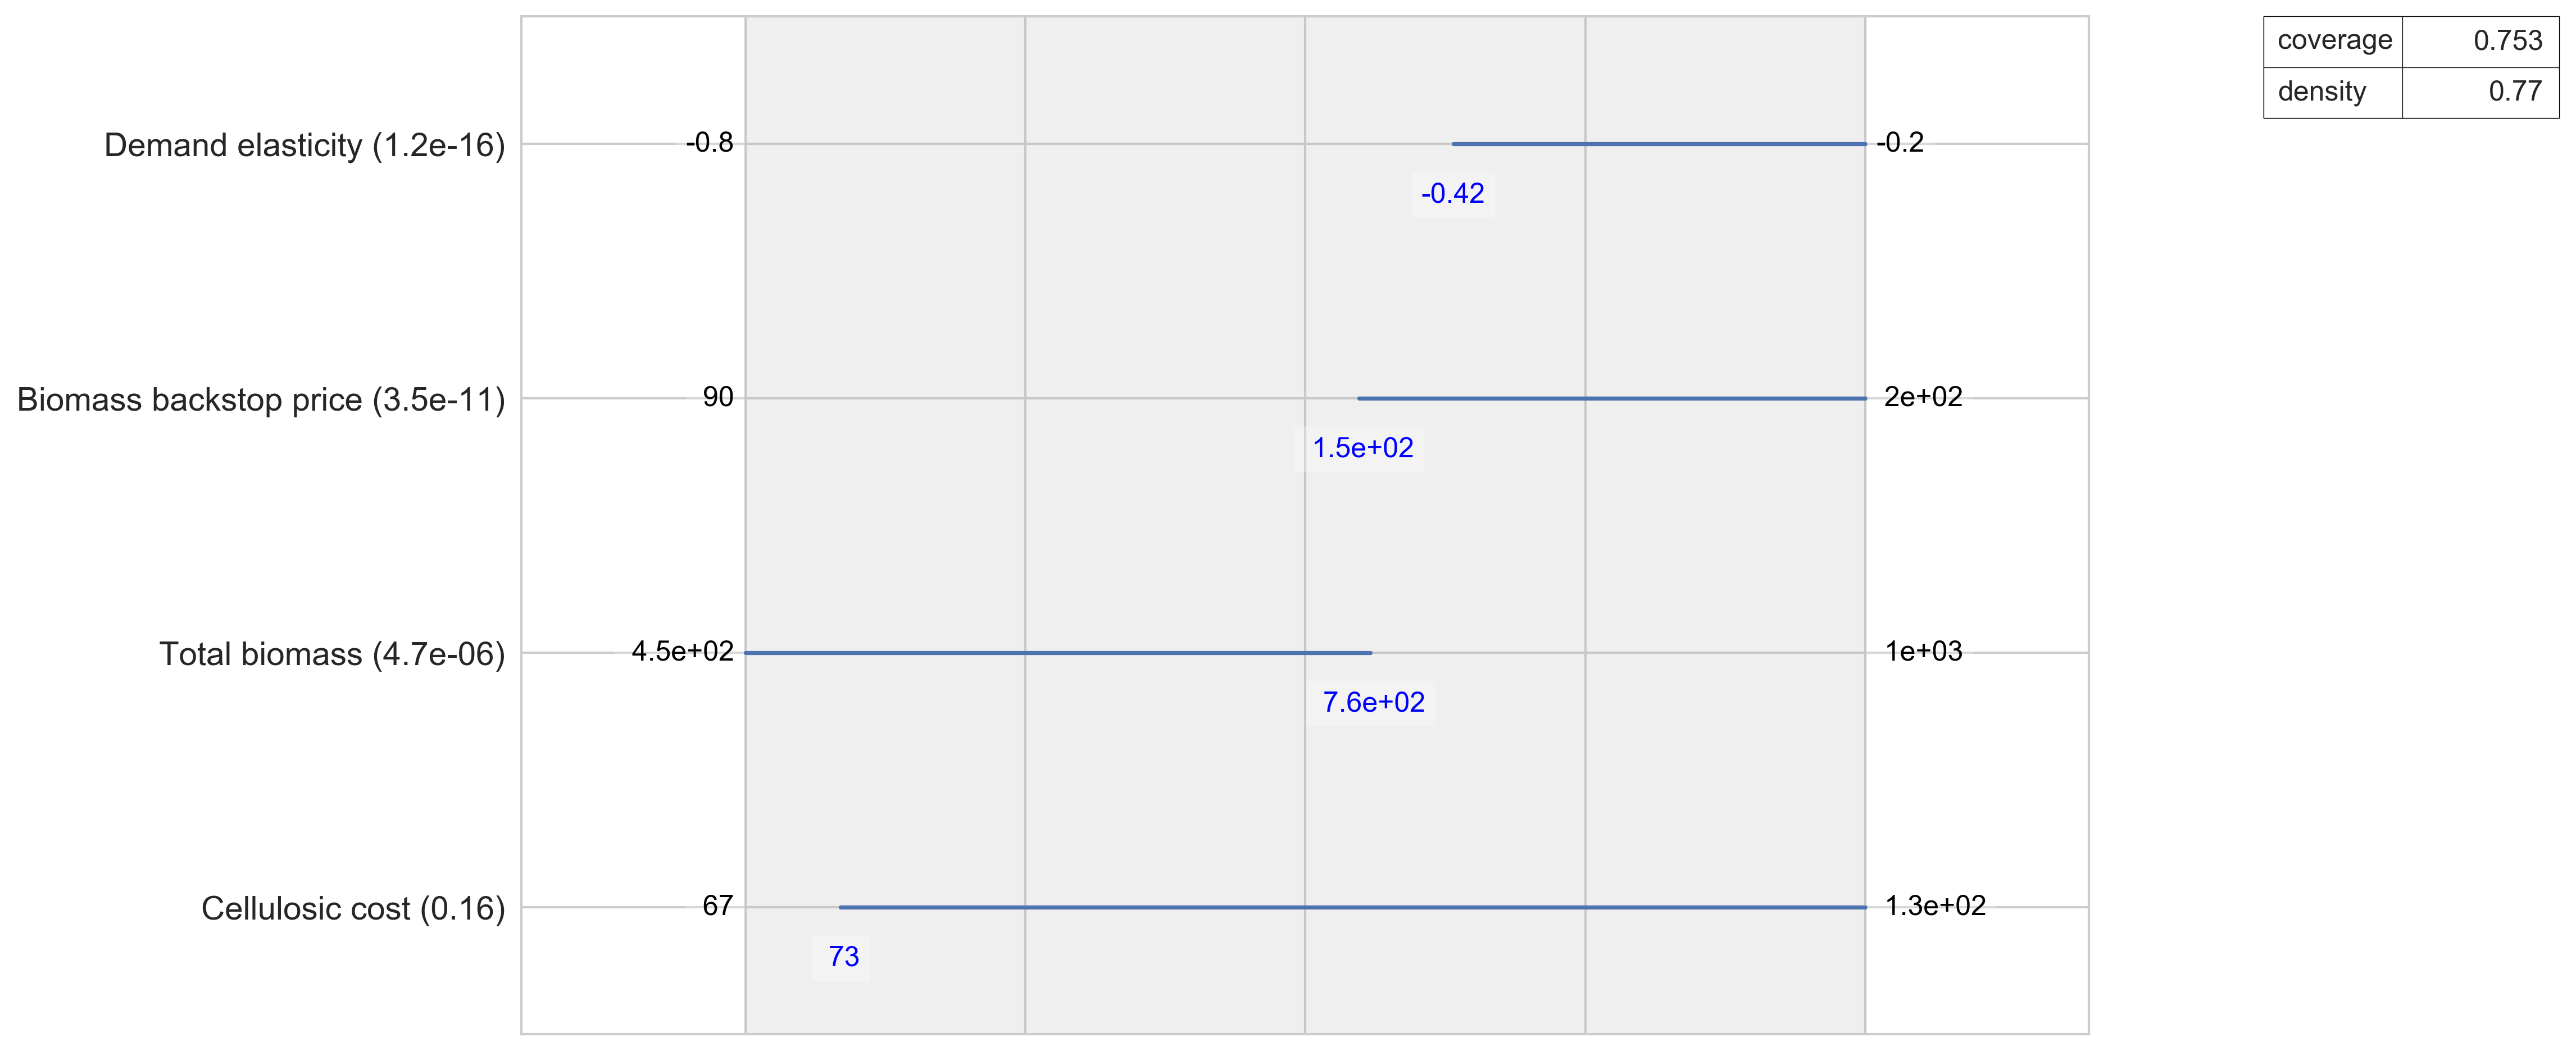 coverage 0.753
density 0.77
Demand elasticity (1.2e-16) -0.8 -0.2
-0.42
Biomass backstop price (3.5e-11) 90 2e+02
1.5e+02
Total biomass (4.7e-06) 4.5e+02 1e+03
7.6e+02
Cellulosic cost (0.16) 67 1.3e+02
73